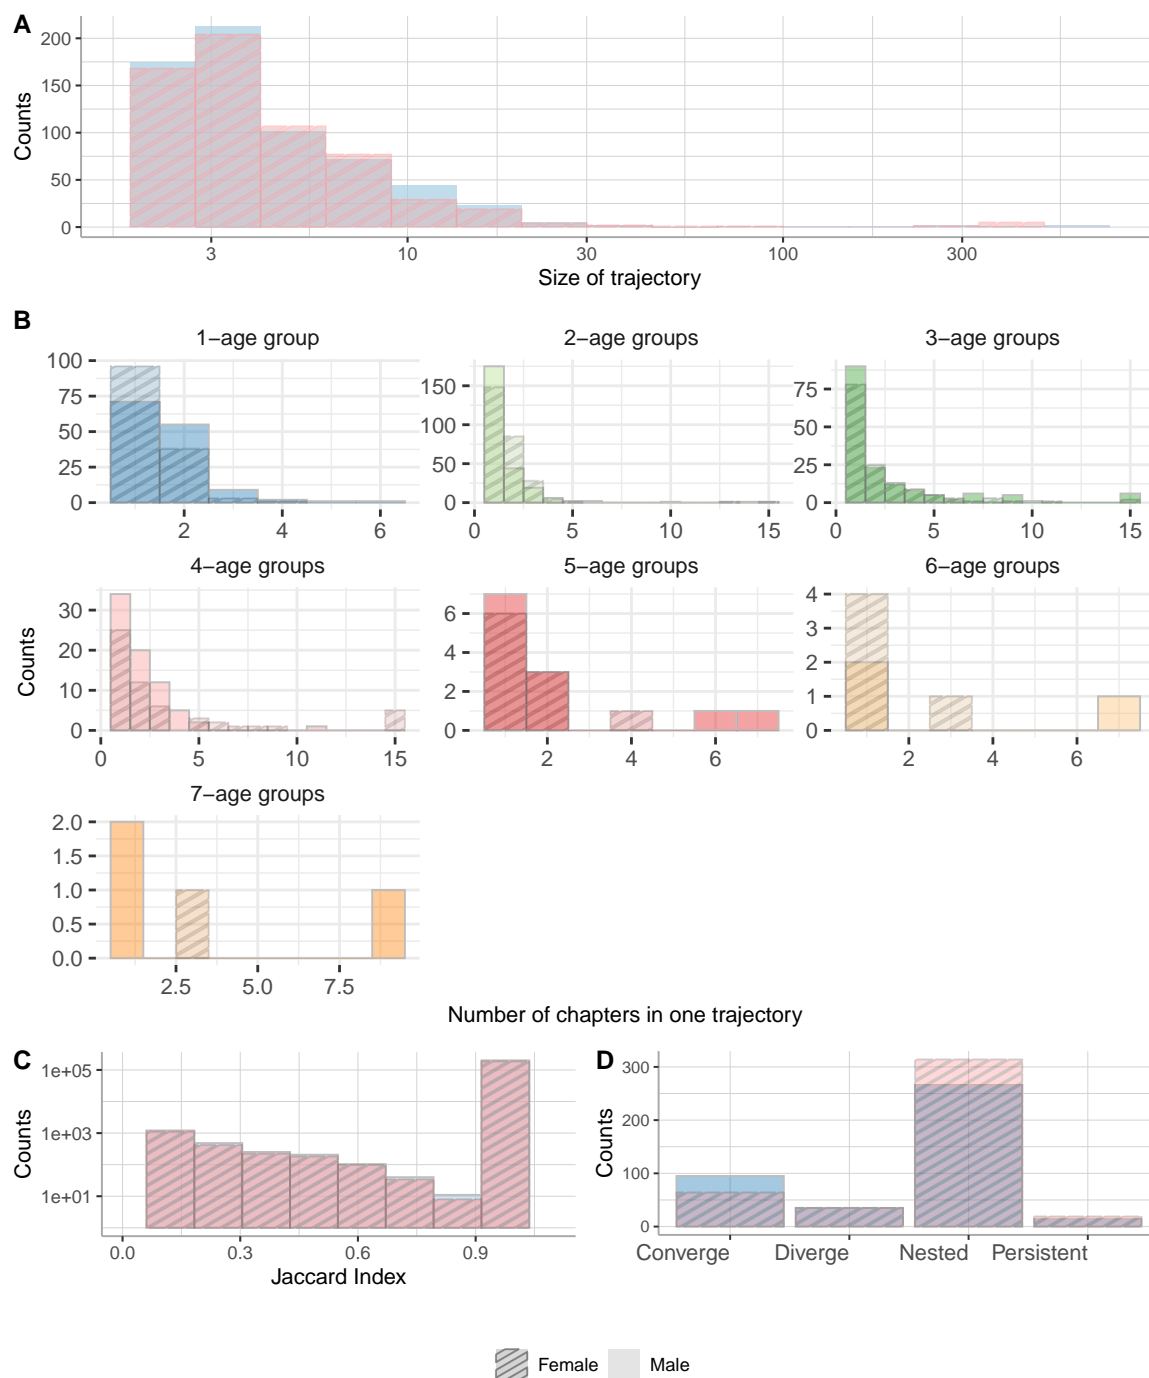 A
200
150
100
50
0
Counts
3 10 30 100 300
Size of trajectory
B
1−age group 2−age groups 3−age groups
100
75
50
25
0
2 4 6
150
100
50
0
0 5 10 15
75
50
25
0
0 5 10 15
4−age groups 5−age groups 6−age groups
Counts
30
20
10
0
0 5 10 15
6
4
2
0
2 4 6
4
3
2
1
0
2 4 6
7−age groups
2.0
1.5
1.0
0.5
0.0
2.5 5.0 7.5
Number of chapters in one trajectory
C
1e+05
1e+03
1e+01
Counts
0.0 0.3 0.6 0.9
Jaccard Index
D
300
200
100
0
Counts
Converge Diverge Nested Persistent
Female Male